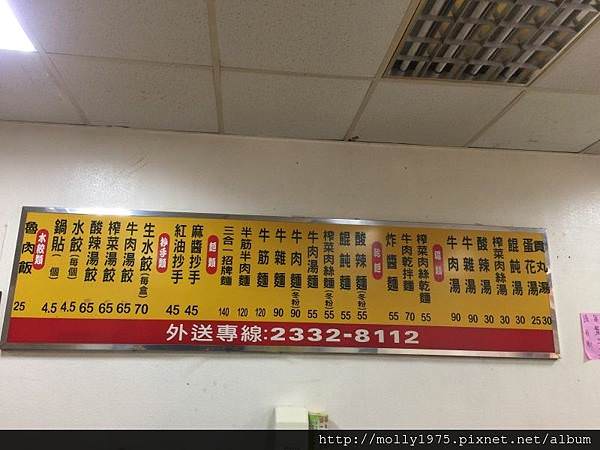 魯肉飯 25
水餃類
鍋貼(一個) 4.5
水餃(每個) 4.5
酸辣湯餃 65
榨菜湯餃 65
牛肉湯餃 65
生水餃(每盒) 70
抄手類
紅油抄手 45
麻醬抄手 45
麵類
三合一招牌麵 140
半筋半肉麵 120
牛筋麵 120
牛雜麵 90
牛肉麵 冬粉 90
牛肉湯麵 55
榨菜肉絲麵 55
餛飩麵 55
酸辣麵 冬粉 55
乾麵
炸醬麵 55
牛肉乾拌麵 70
榨菜肉絲乾麵 55
湯類
牛肉湯 90
牛雜湯 90
酸辣湯 30
榨菜肉絲湯 30
餛飩湯 30
蛋花湯 25
貢丸湯 30
外送專線:2332-8112
http://molly1975.pixnet.net/album